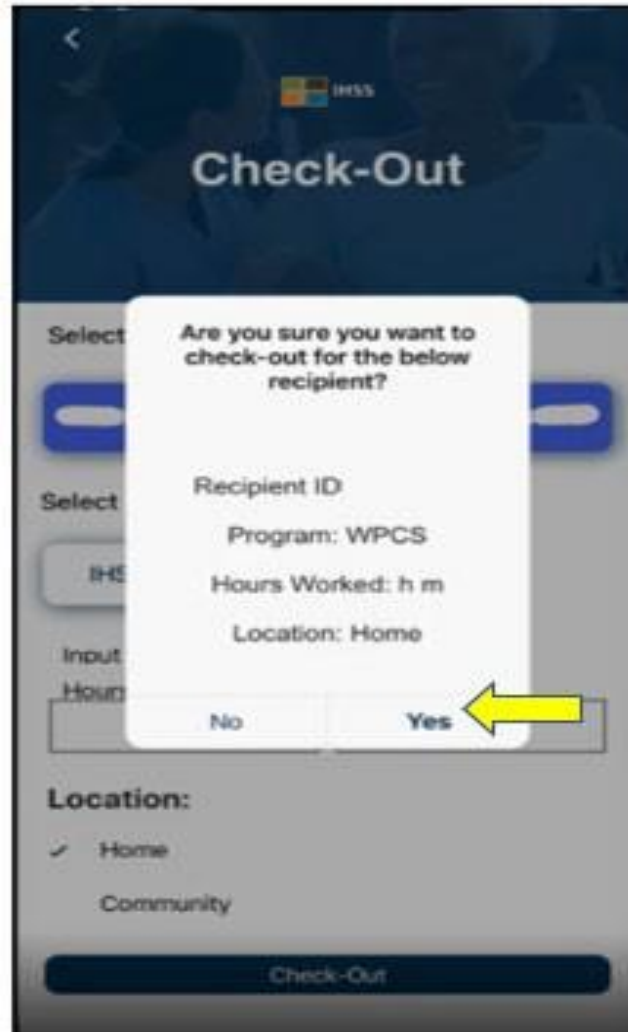 <
IHSS
Check-Out
Select
Are you sure you want to
check-out for the below
recipient?
Select
Recipient ID
Program: WPCS
IHS
Hours Worked: h m
Location: Home
Input
Hours
No
Yes
Location:
Home
Community
Check-Out